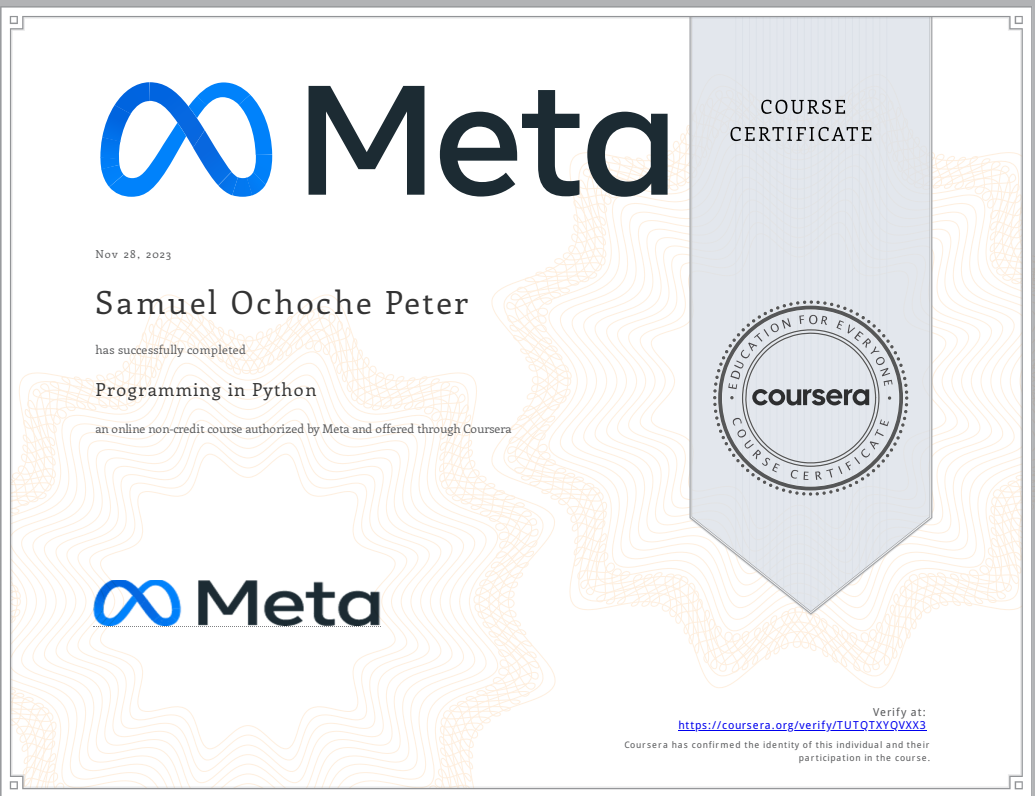 Meta
COURSE
CERTIFICATE
Nov 28, 2023
Samuel Ochoche Peter
has successfully completed
Programming in Python
an online non-credit course authorized by Meta and offered through Coursera
EDUCATION FOR EVERYONE
coursera
COURSE CERTIFICATE
Meta
Verify at:
https://coursera.org/verify/TUTQTXYQVXX3
Coursera has confirmed the identity of this individual and their
participation in the course.